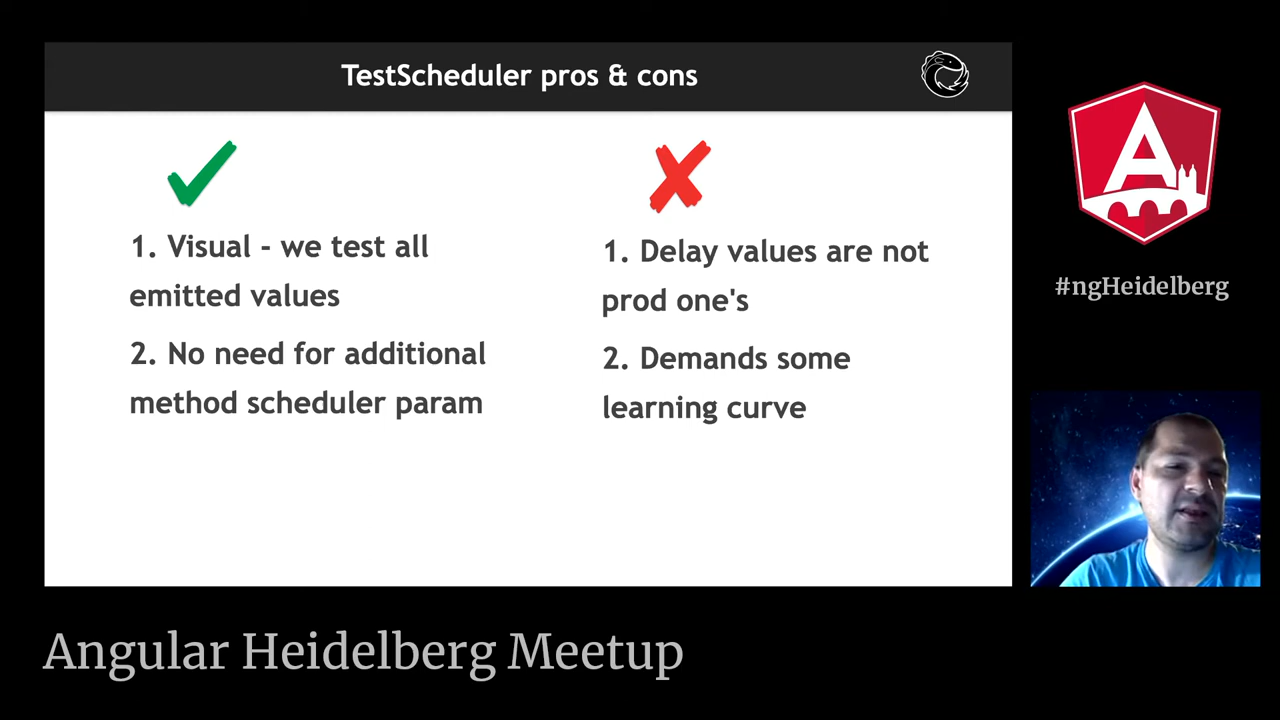 TestScheduler pros & cons
1. Visual - we test all
emitted values
2. No need for additional
method scheduler param
1. Delay values are not
prod one's
2. Demands some
learning curve
A
#ngHeidelberg
Angular Heidelberg Meetup